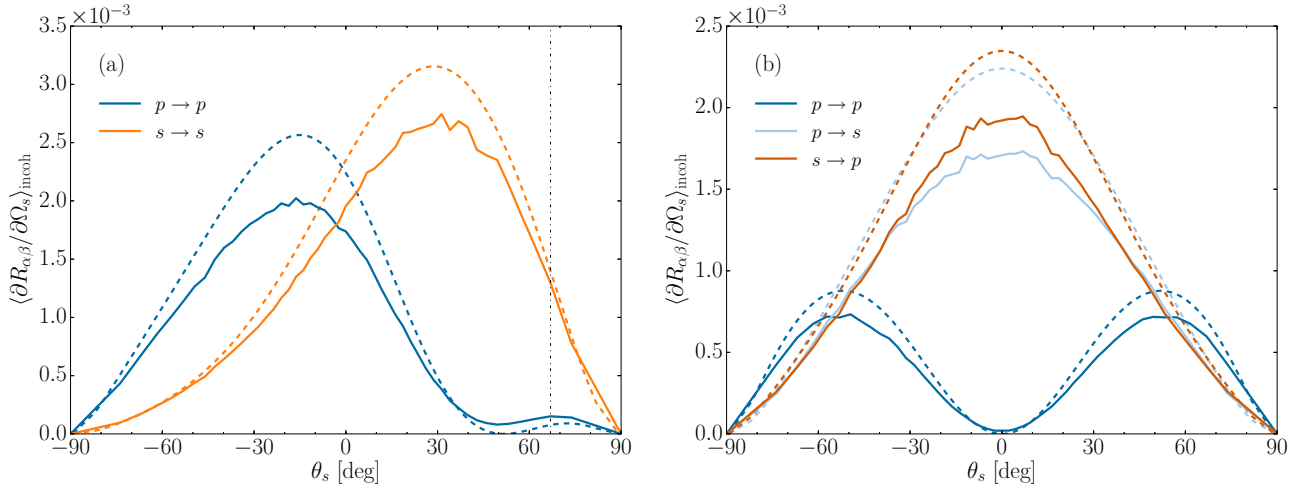 ×10⁻³
3.5
3.0
2.5
2.0
1.5
1.0
0.5
0.0
⟨∂R_{αβ}/∂Ω_s⟩_{incoh}
(a)
p → p
s → s
−90 −60 −30 0 30 60 90
θ_s [deg]
×10⁻³
2.5
2.0
1.5
1.0
0.5
0.0
⟨∂R_{αβ}/∂Ω_s⟩_{incoh}
(b)
p → p
p → s
s → p
−90 −60 −30 0 30 60 90
θ_s [deg]